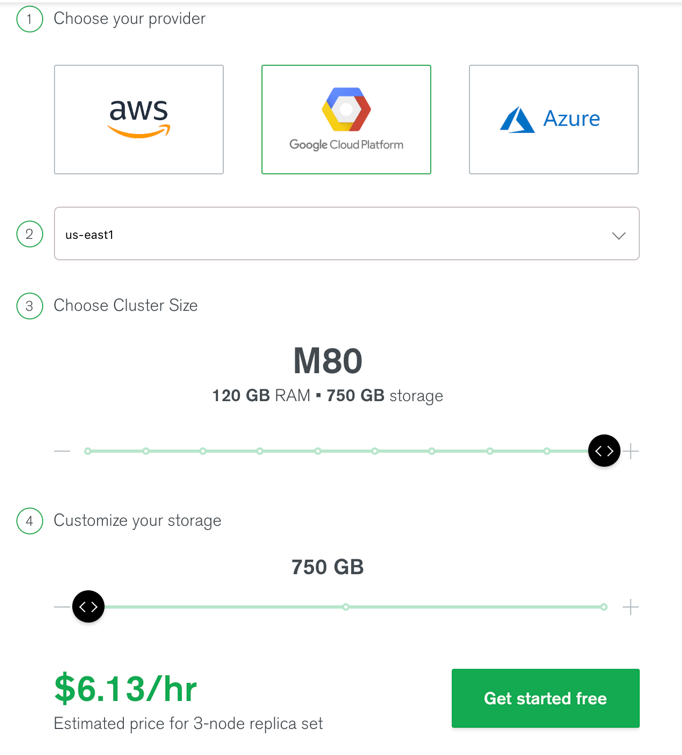 1 Choose your provider
aws
Google Cloud Platform
Azure
2 us-east1
3 Choose Cluster Size
M80
120 GB RAM ▪ 750 GB storage
4 Customize your storage
750 GB
$6.13/hr
Get started free
Estimated price for 3-node replica set